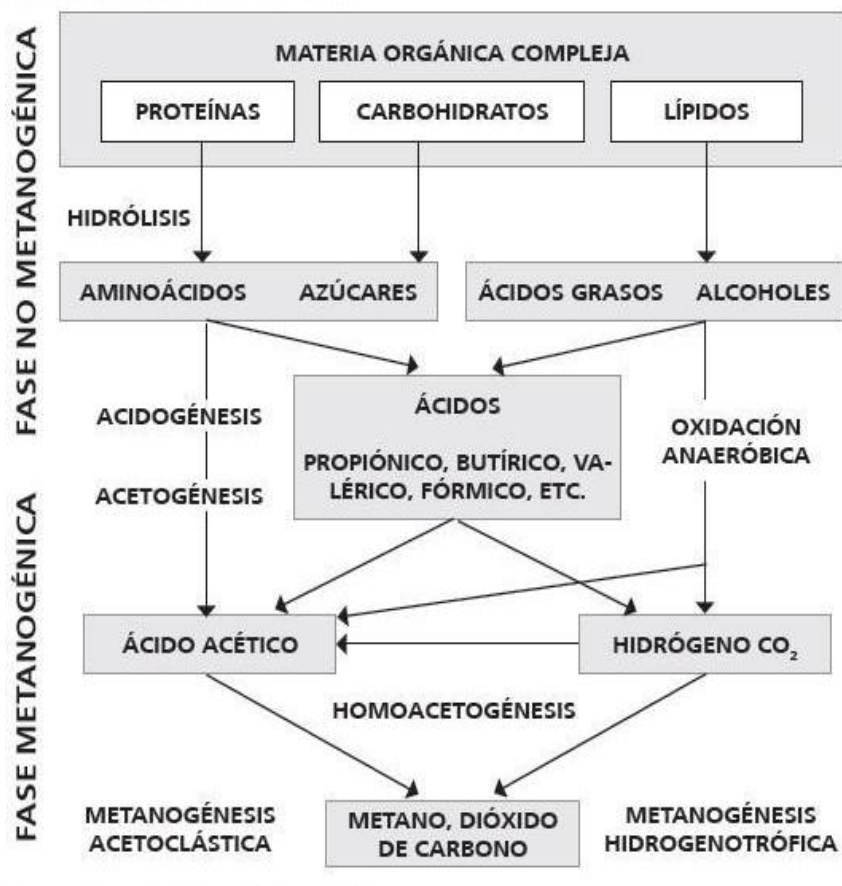 FASE NO METANOGÉNICA
MATERIA ORGÁNICA COMPLEJA
PROTEÍNAS
CARBOHIDRATOS
LÍPIDOS
HIDRÓLISIS
AMINOÁCIDOS
AZÚCARES
ÁCIDOS GRASOS
ALCOHOLES
ÁCIDOS
PROPIÓNICO, BUTÍRICO, VA-
LÉRICO, FÓRMICO, ETC.
ACIDOGÉNESIS
ACETOGÉNESIS
OXIDACIÓN
ANAERÓBICA
FASE METANOGÉNICA
ÁCIDO ACÉTICO
HIDRÓGENO CO₂
HOMOACETOGÉNESIS
METANOGÉNESIS
ACETOCLÁSTICA
METANO, DIÓXIDO
DE CARBONO
METANOGÉNESIS
HIDROGENOTRÓFICA